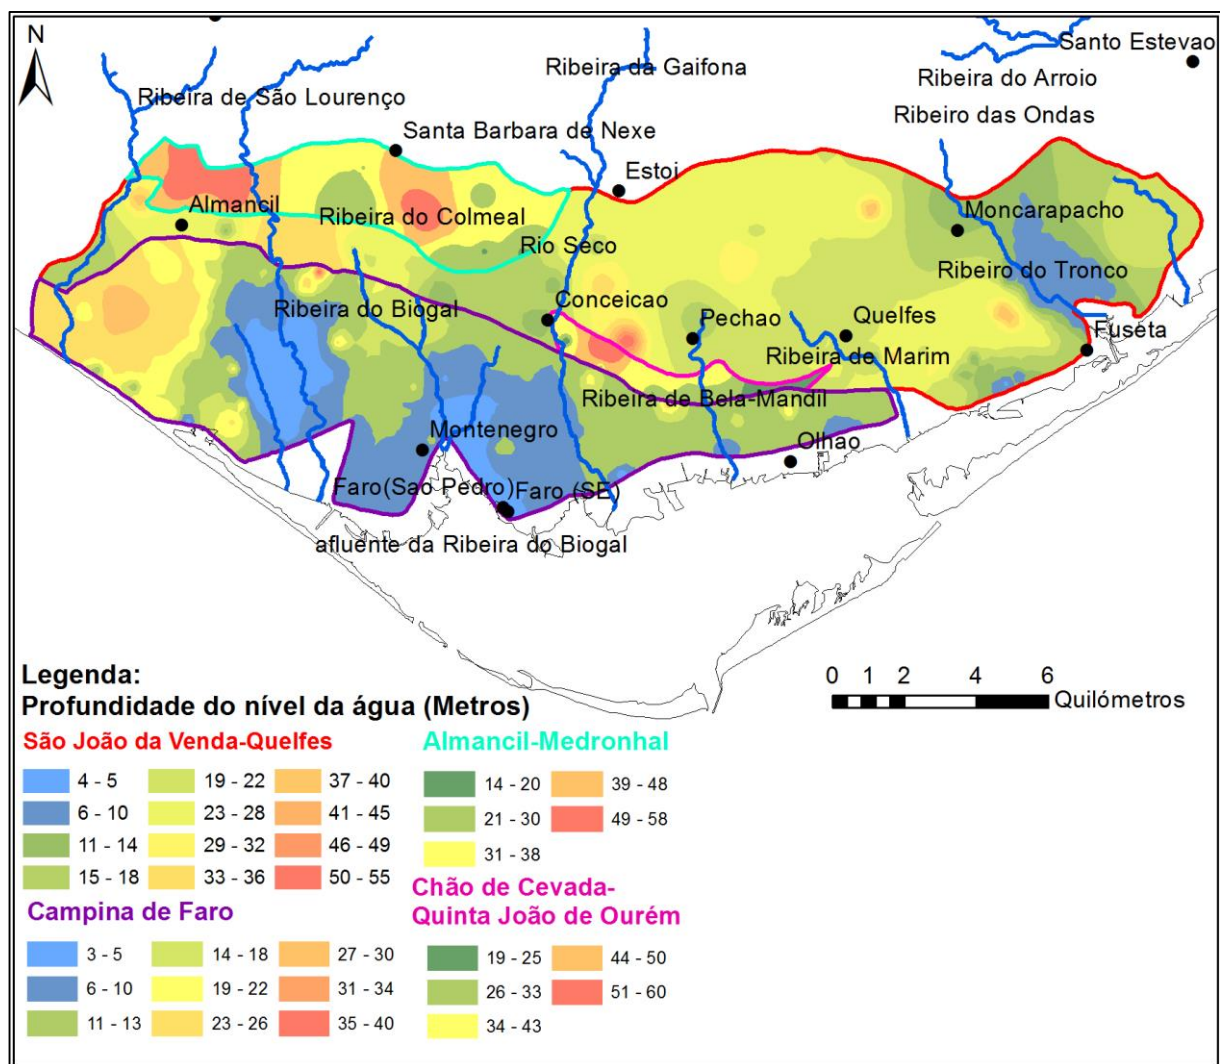 N
Santo Estevao
Ribeira da Gaifona
Ribeira do Arroio
Ribeira de São Lourenço
Ribeiro das Ondas
Santa Barbara de Nexe
Estoi
Almancil
Ribeira do Colmeal
Moncarapacho
Rio Seco
Ribeiro do Tronco
Ribeira do Biogal
Conceicao
Pechao
Quelfes
Fuseta
Ribeira de Marim
Ribeira de Bela-Mandil
Montenegro
Olhao
Faro(Sao Pedro)
Faro (SE)
afluente da Ribeira do Biogal
0 1 2 4 6
Quilómetros
Legenda:
Profundidade do nível da água (Metros)
São João da Venda-Quelfes
4 - 5
6 - 10
11 - 14
15 - 18
19 - 22
23 - 28
29 - 32
33 - 36
37 - 40
41 - 45
46 - 49
50 - 55
Almancil-Medronhal
14 - 20
21 - 30
31 - 38
39 - 48
49 - 58
Campina de Faro
3 - 5
6 - 10
11 - 13
14 - 18
19 - 22
23 - 26
27 - 30
31 - 34
35 - 40
Chão de Cevada-
Quinta João de Ourém
19 - 25
26 - 33
34 - 43
44 - 50
51 - 60